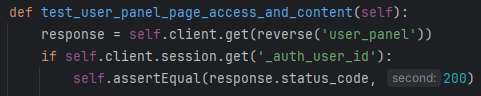 def test_user_panel_page_access_and_content(self):
    response = self.client.get(reverse('user_panel'))
    if self.client.session.get('_auth_user_id'):
        self.assertEqual(response.status_code, second: 200)